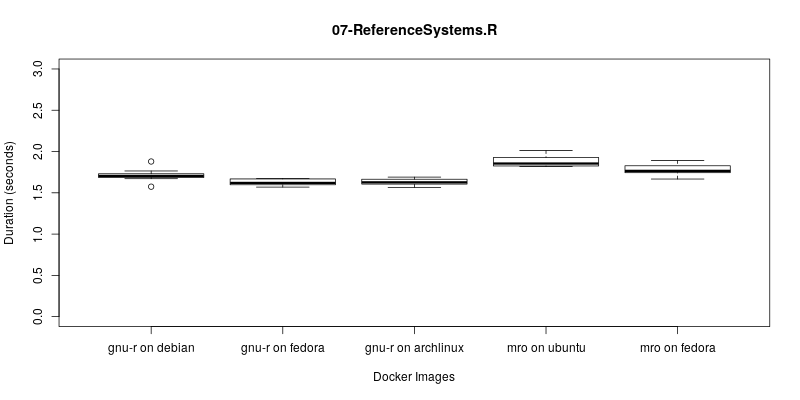 07-ReferenceSystems.R
Duration (seconds)
3.0
2.5
2.0
1.5
1.0
0.5
0.0
gnu-r on debian
gnu-r on fedora
gnu-r on archlinux
mro on ubuntu
mro on fedora
Docker Images